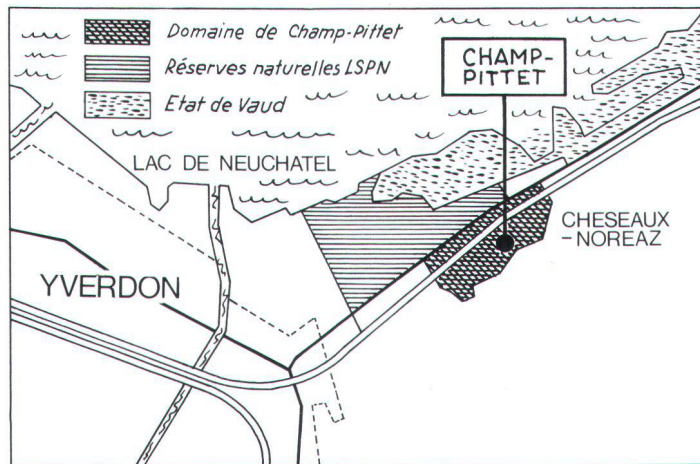 Domaine de Champ-Pittet
Réserves naturelles LSPN
Etat de Vaud
CHAMP-
PITTET
LAC DE NEUCHATEL
CHESEAUX
-NOREAZ
YVERDON